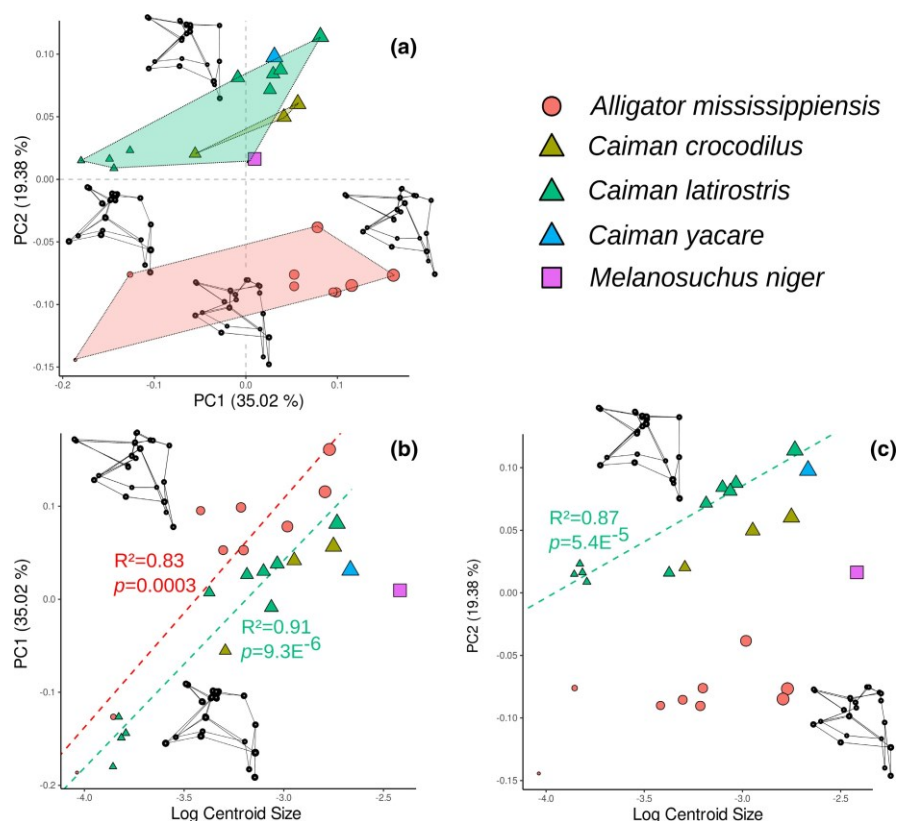 (a)
0.10
0.05
0.00
-0.05
-0.10
-0.15
PC2 (19.38 %)
-0.2
-0.1
0.0
0.1
PC1 (35.02 %)
Alligator mississippiensis
Caiman crocodilus
Caiman latirostris
Caiman yacare
Melanosuchus niger
(b)
0.1
0.0
-0.1
-0.2
PC1 (35.02 %)
R²=0.83
p=0.0003
R²=0.91
p=9.3E-6
-4.0
-3.5
-3.0
-2.5
Log Centroid Size
(c)
0.10
0.05
0.00
-0.05
-0.10
-0.15
PC2 (19.38 %)
R²=0.87
p=5.4E-5
-4.0
-3.5
-3.0
-2.5
Log Centroid Size